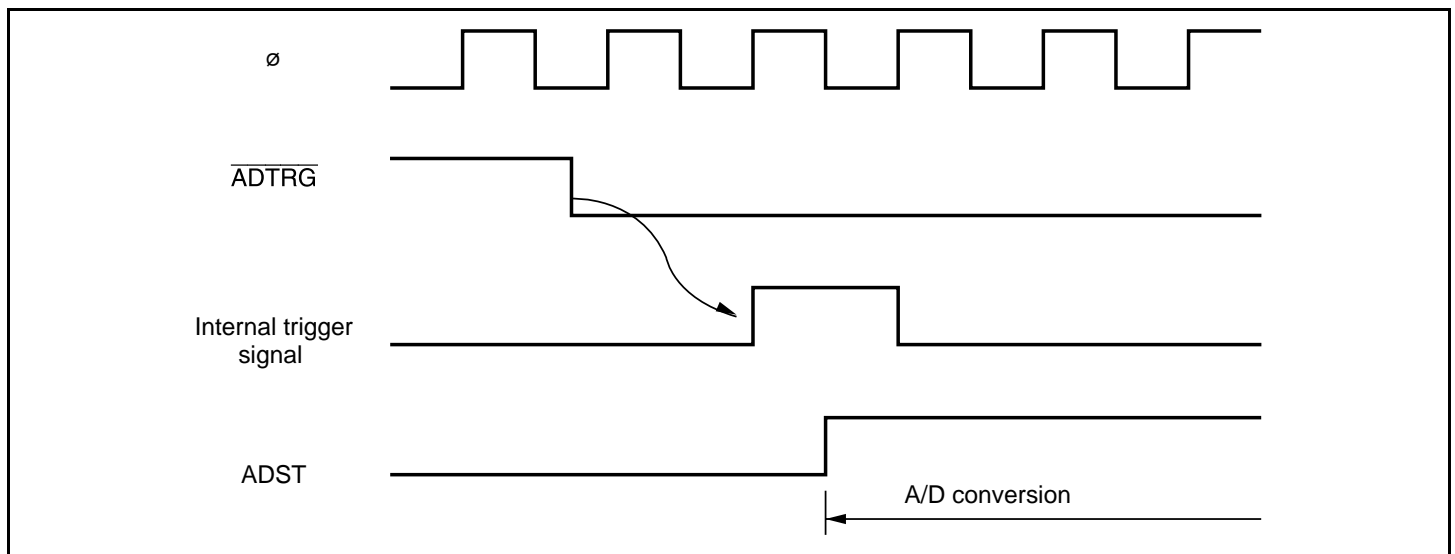 ø
ADTRG
Internal trigger
signal
ADST
A/D conversion